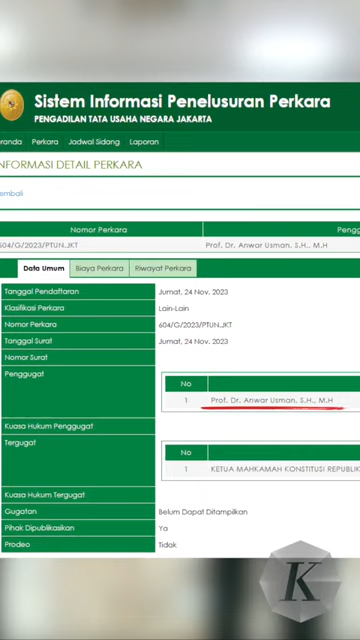 Sistem Informasi Penelusuran Perkara
PENGADILAN TATA USAHA NEGARA JAKARTA
Perkara Jadwal Sidang Laporan
DETAIL PERKARA
Nomor Perkara
604/G/2023/PTUN.JKT Prof. Dr. Anwar Usman, S.H., M.H
Data Umum Biaya Perkara Riwayat Perkara
Tanggal Pendaftaran Jumat, 24 Nov. 2023
Klasifikasi Perkara Lain-Lain
Nomor Perkara 604/G/2023/PTUN.JKT
Tanggal Surat Jumat, 24 Nov. 2023
Nomor Surat
Penggugat
No
1 Prof. Dr. Anwar Usman, S.H., M.H
Kuasa Hukum Penggugat
Tergugat
No
1 KETUA MAHKAMAH KONSTITUSI REPUBLIK
Kuasa Hukum Tergugat
Gugatan Belum Dapat Ditampilkan
Pihak Dipublikasikan Ya
Prodeo Tidak
K